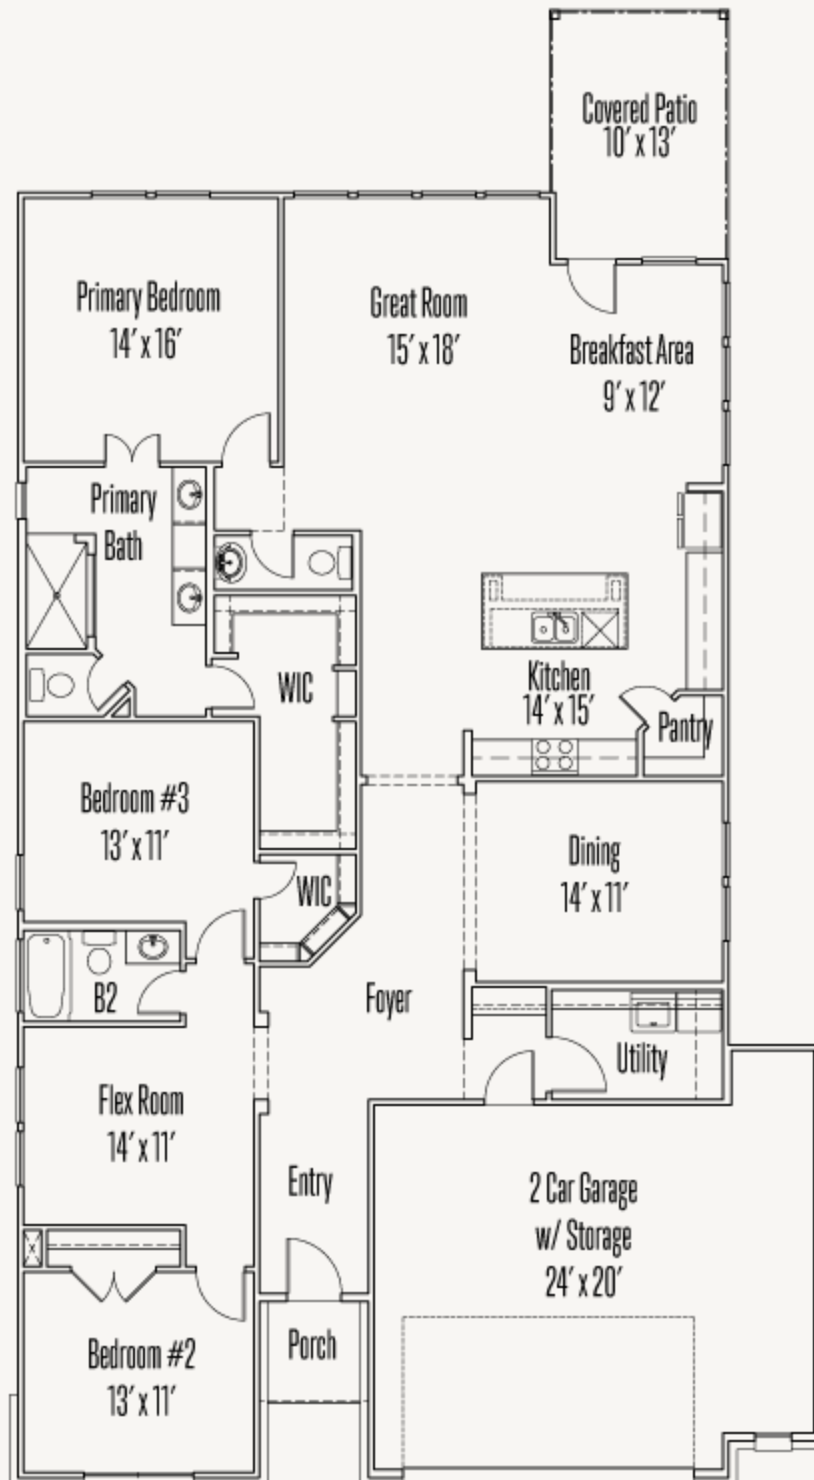 Covered Patio
10' x 13'
Primary Bedroom
14' x 16'
Great Room
15' x 18'
Breakfast Area
9' x 12'
Primary
Bath
WIC
Kitchen
14' x 15'
Pantry
Bedroom #3
13' x 11'
WIC
Dining
14' x 11'
B2
Foyer
Utility
Flex Room
14' x 11'
Entry
2 Car Garage
w/ Storage
24' x 20'
Porch
Bedroom #2
13' x 11'